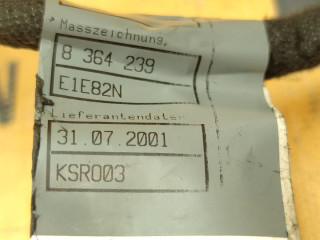 Masszeichnung,
8 364 239
E1E82N
Lieferantendaten
31.07.2001
KSR003